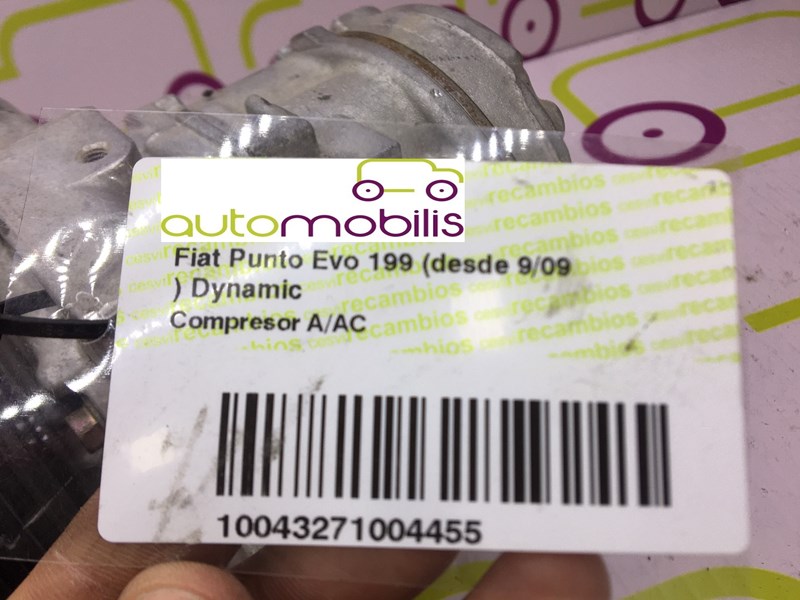 automobilis
Fiat Punto Evo 199 (desde 9/09
) Dynamic
Compresor A/AC
10043271004455